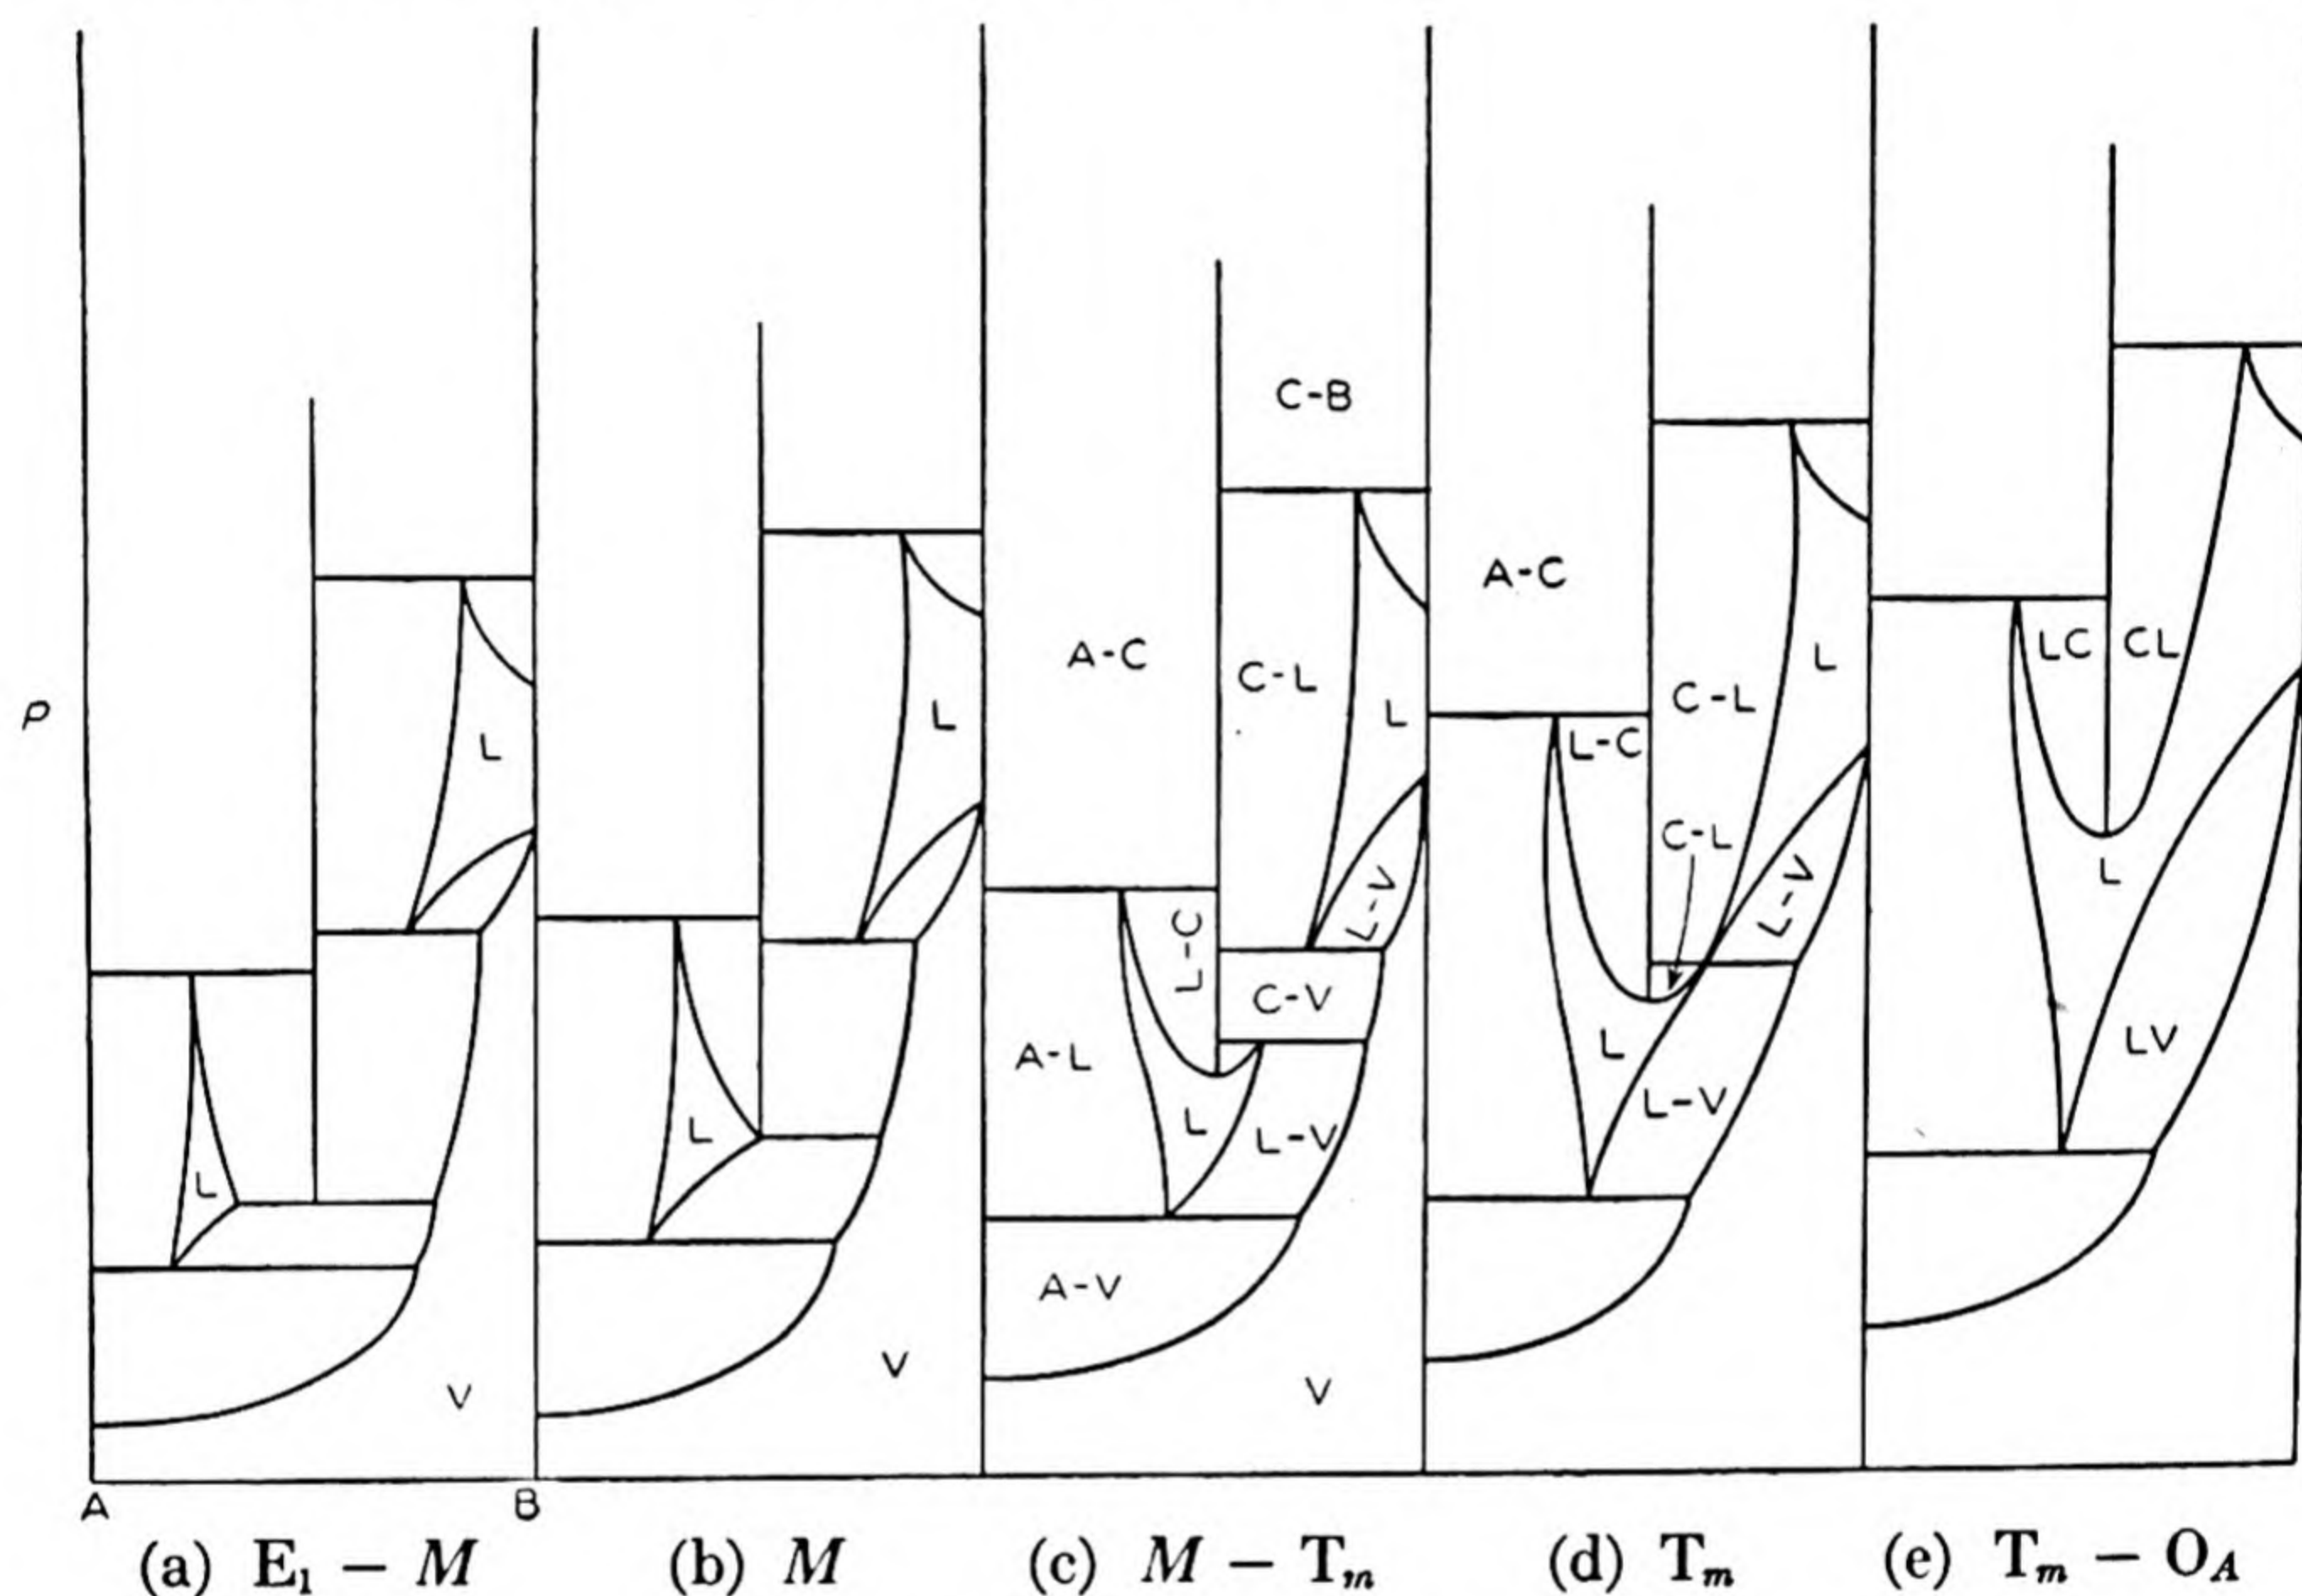 C-B
A-C
A-C
LC CL
P
C-L
L-C
C-L
L
L
L
L
C-L
L-V
L
L-C
L-V
C-V
A-L
L
LV
L
L
L-V
L-V
L
A-V
V
V
V
A
B
(a) E₁ – M
(b) M
(c) M – Tₘ
(d) Tₘ
(e) Tₘ – O_A